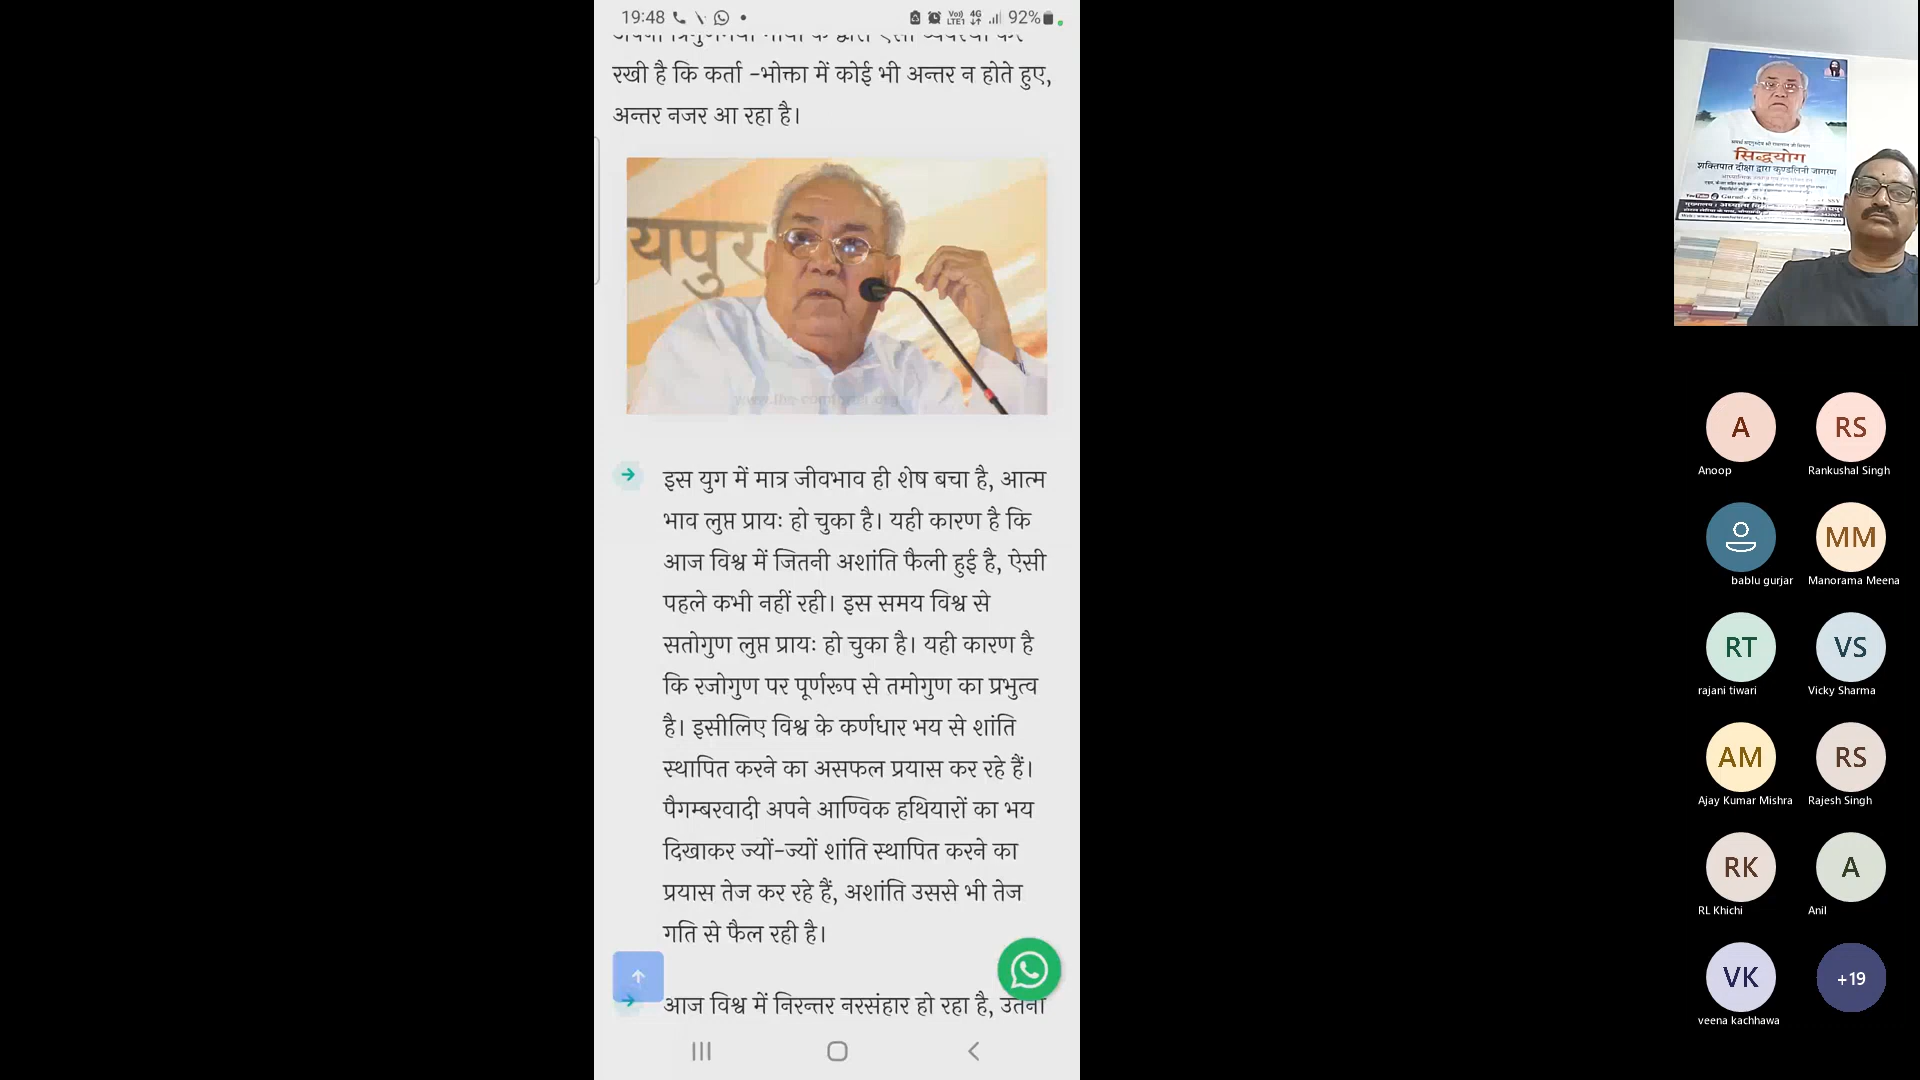 19:48
92%
रखी है कि कर्ता -भोक्ता में कोई भी अन्तर न होते हुए,
अन्तर नजर आ रहा है।
यपुर
इस युग में मात्र जीवभाव ही शेष बचा है, आत्म
भाव लुप्त प्रायः हो चुका है। यही कारण है कि
आज विश्व में जितनी अशांति फैली हुई है, ऐसी
पहले कभी नहीं रही। इस समय विश्व से
सतोगुण लुप्त प्रायः हो चुका है। यही कारण है
कि रजोगुण पर पूर्णरूप से तमोगुण का प्रभुत्व
है। इसीलिए विश्व के कर्णधार भय से शांति
स्थापित करने का असफल प्रयास कर रहे हैं।
पैगम्बरवादी अपने आण्विक हथियारों का भय
दिखाकर ज्यों-ज्यों शांति स्थापित करने का
प्रयास तेज कर रहे हैं, अशांति उससे भी तेज
गति से फैल रही है।
आज विश्व में निरन्तर नरसंहार हो रहा है, उतना
सिद्धयोग
शक्तिपात दीक्षा द्वारा कुण्डलिनी जागरण
A RS
Anoop Rankushal Singh
MM
bablu gurjar Manorama Meena
RT VS
rajani tiwari Vicky Sharma
AM RS
Ajay Kumar Mishra Rajesh Singh
RK A
RL Khichi Anil
VK +19
veena kachhawa